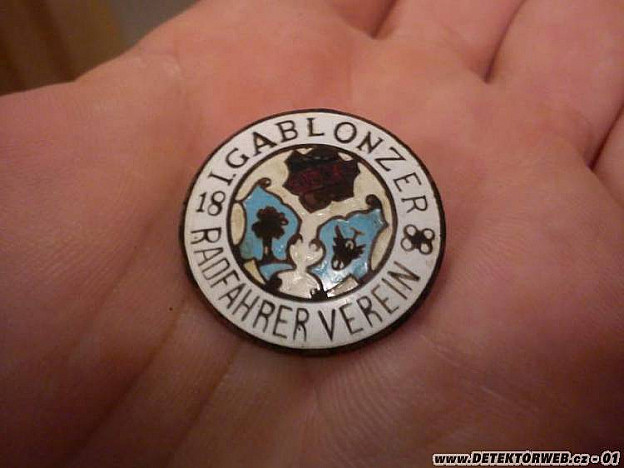 I. GABLONZER
18 88
RADFAHRER VEREIN
www.DETEKTORWEB.cz - 01